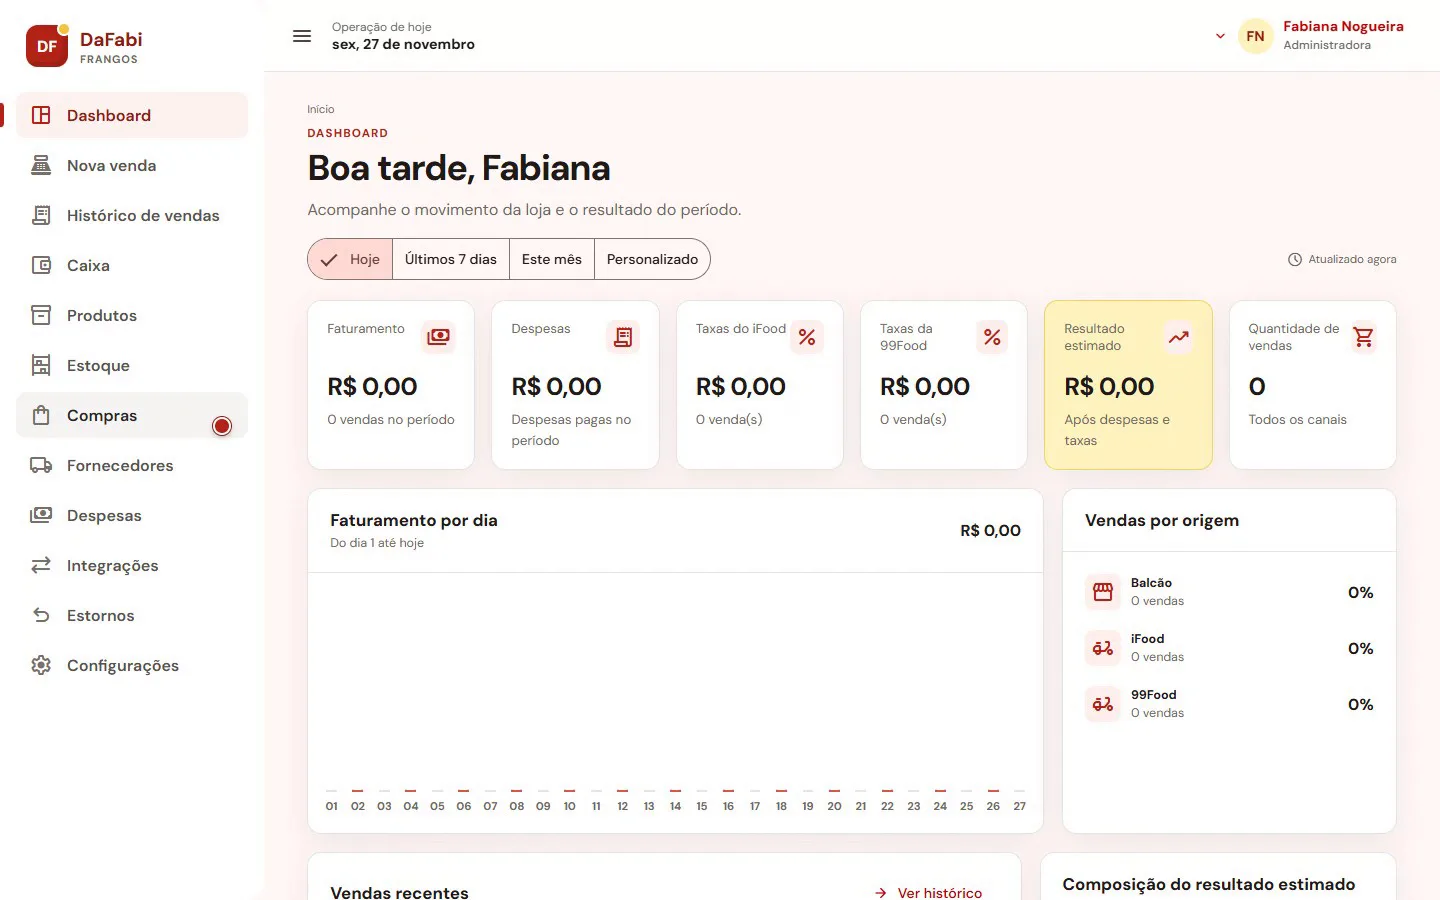 DF
DaFabi
FRANGOS
Dashboard
Nova venda
Histórico de vendas
Caixa
Produtos
Estoque
Compras
Fornecedores
Despesas
Integrações
Estornos
Configurações
Operação de hoje
sex, 27 de novembro
FN
Fabiana Nogueira
Administradora
Início
DASHBOARD
Boa tarde, Fabiana
Acompanhe o movimento da loja e o resultado do período.
Hoje
Últimos 7 dias
Este mês
Personalizado
Atualizado agora
Faturamento
R$ 0,00
0 vendas no período
Despesas
R$ 0,00
Despesas pagas no
período
Taxas do iFood
R$ 0,00
0 venda(s)
Taxas da
99Food
R$ 0,00
0 venda(s)
Resultado
estimado
R$ 0,00
Após despesas e
taxas
Quantidade de
vendas
0
Todos os canais
Faturamento por dia
Do dia 1 até hoje
R$ 0,00
01 02 03 04 05 06 07 08 09 10 11 12 13 14 15 16 17 18 19 20 21 22 23 24 25 26 27
Vendas por origem
Balcão
0 vendas
0%
iFood
0 vendas
0%
99Food
0 vendas
0%
Vendas recentes
Ver histórico
Composição do resultado estimado